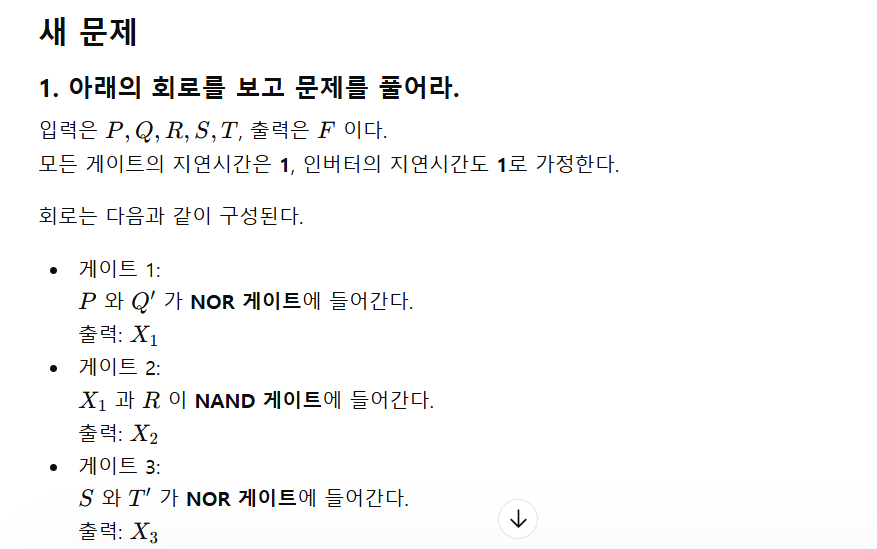 새 문제
1. 아래의 회로를 보고 문제를 풀어라.
입력은 P, Q, R, S, T, 출력은 F 이다.
모든 게이트의 지연시간은 1, 인버터의 지연시간도 1로 가정한다.
회로는 다음과 같이 구성된다.
• 게이트 1:
P 와 Q′ 가 NOR 게이트에 들어간다.
출력: X₁
• 게이트 2:
X₁ 과 R 이 NAND 게이트에 들어간다.
출력: X₂
• 게이트 3:
S 와 T′ 가 NOR 게이트에 들어간다.
출력: X₃